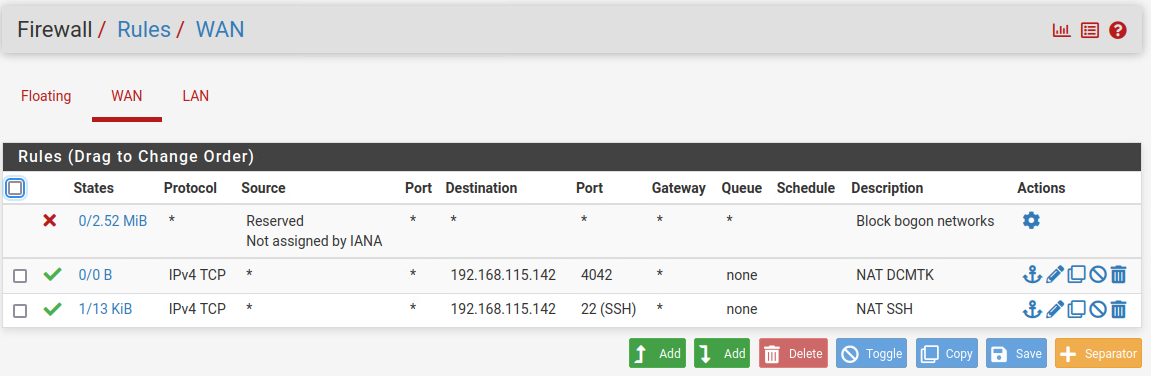 Firewall / Rules / WAN
Floating WAN LAN
Rules (Drag to Change Order)
States Protocol Source Port Destination Port Gateway Queue Schedule Description Actions
0/2.52 MiB * Reserved * * * * * Block bogon networks
Not assigned by IANA
0/0 B IPv4 TCP * * 192.168.115.142 4042 * none NAT DCMTK
1/13 KiB IPv4 TCP * * 192.168.115.142 22 (SSH) * none NAT SSH
Add Add Delete Toggle Copy Save Separator